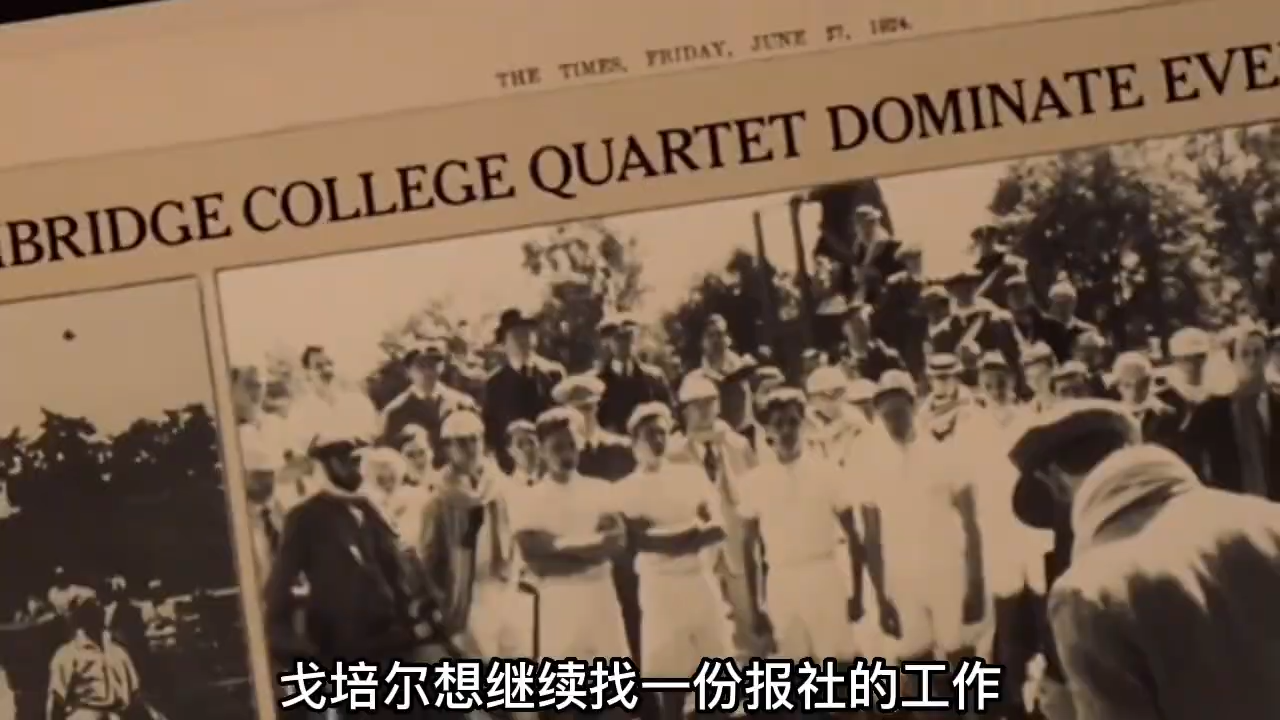 THE TIMES, FRIDAY, JUNE 27, 1924.
BRIDGE COLLEGE QUARTET DOMINATE EVE
戈培尔想继续找一份报社的工作